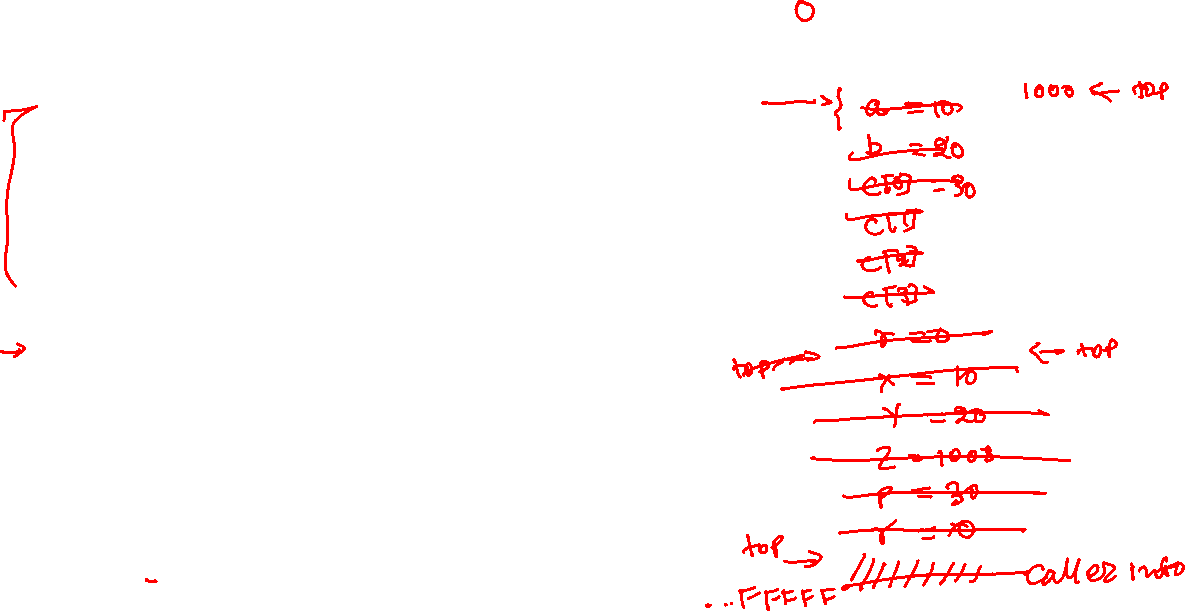 0
a = 10 1000 ← top
b = 20
c[0] = 30
c[1]
c[2]
c[3]
r = 20
top ← top
x = 10
Y = 20
Z = 1003
P = 30
top
caller info
...FFFFF